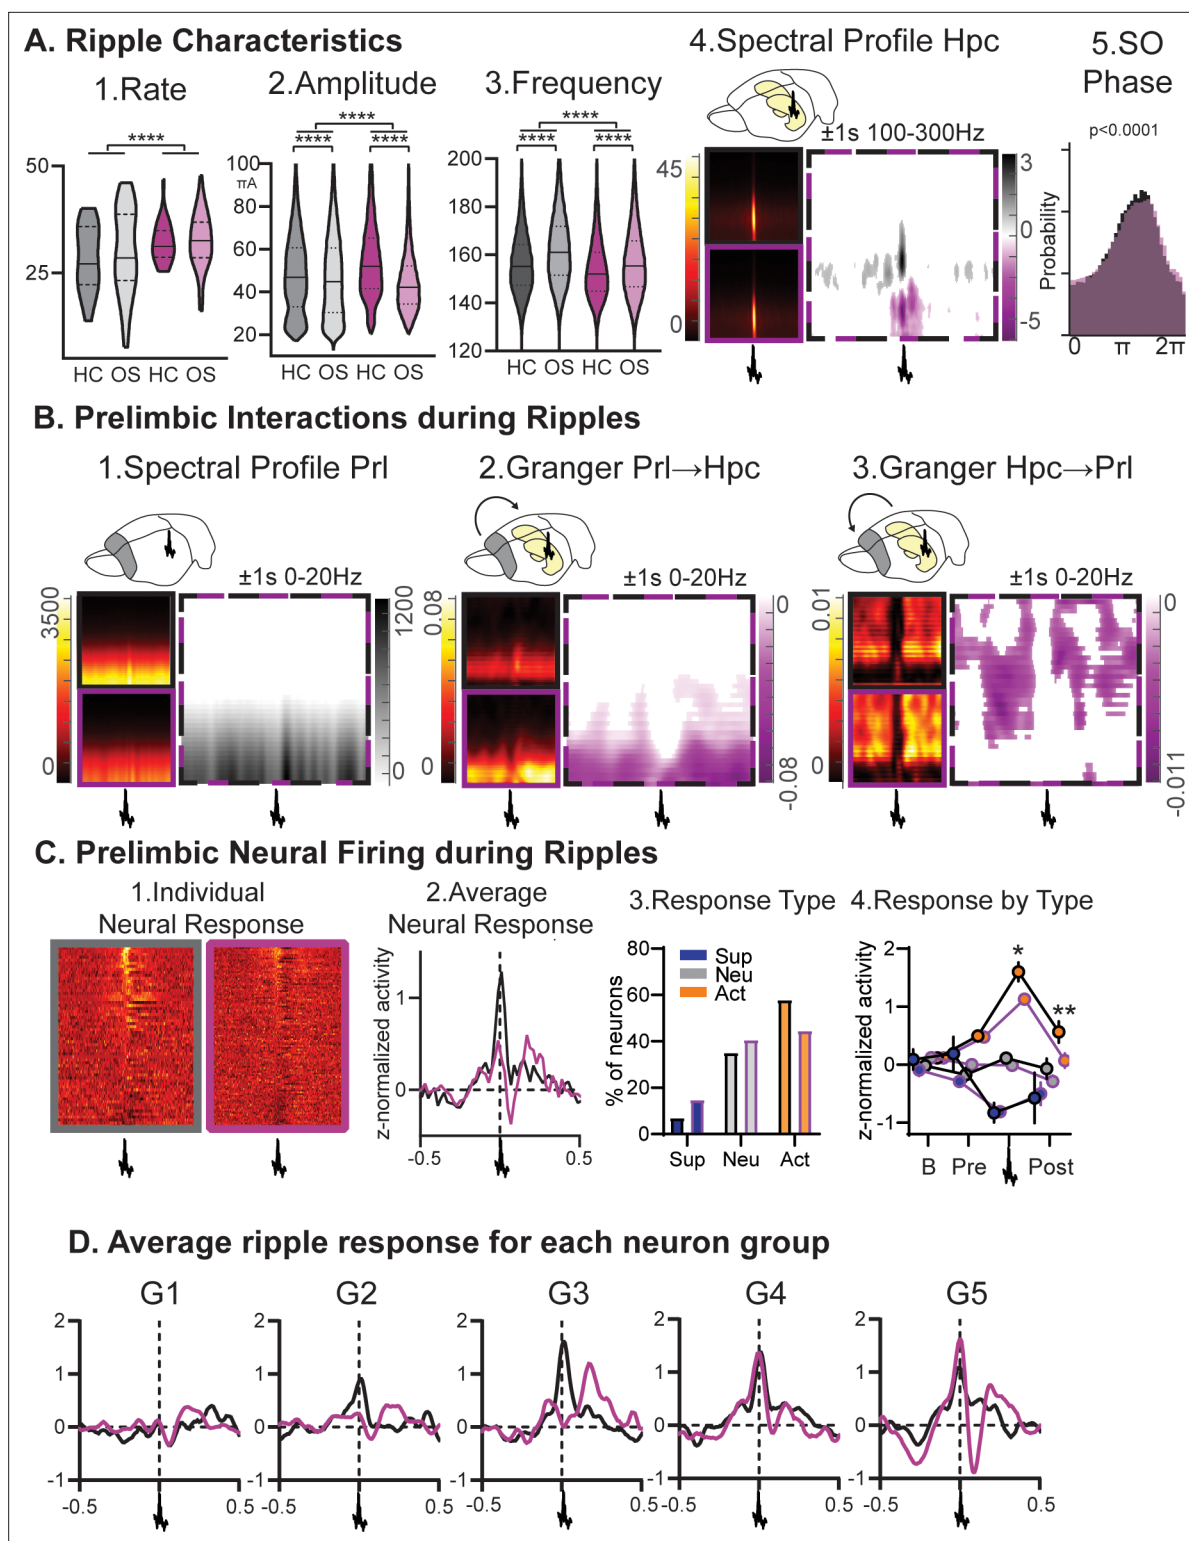 A. Ripple Characteristics
1.Rate
2.Amplitude
3.Frequency
4.Spectral Profile Hpc
5.SO
Phase
****
****
****
****
****
****
****
p<0.0001
±1s 100-300Hz
50
25
100
πA
80
60
40
20
200
180
160
140
120
45
0
3
0
-5
Probability
0 π 2π
HC OS HC OS
HC OS HC OS
HC OS HC OS
B. Prelimbic Interactions during Ripples
1.Spectral Profile Prl
2.Granger Prl→Hpc
3.Granger Hpc→Prl
±1s 0-20Hz
±1s 0-20Hz
±1s 0-20Hz
3500
0
1200
0
0.08
0
0
-0.08
0.01
0
0
-0.011
C. Prelimbic Neural Firing during Ripples
1.Individual
Neural Response
2.Average
Neural Response
3.Response Type
4.Response by Type
z-normalized activity
1
0
-0.5 0.5
% of neurons
80
60
40
20
0
Sup
Neu
Act
Sup Neu Act
z-normalized activity
2
1
0
-1
*
**
B Pre Post
D. Average ripple response for each neuron group
G1 G2 G3 G4 G5
2
1
0
-1
-0.5 0.5
2
1
0
-1
-0.5 0.5
2
1
0
-1
-0.5 0.5
2
1
0
-1
-0.5 0.5
2
1
0
-1
-0.5 0.5